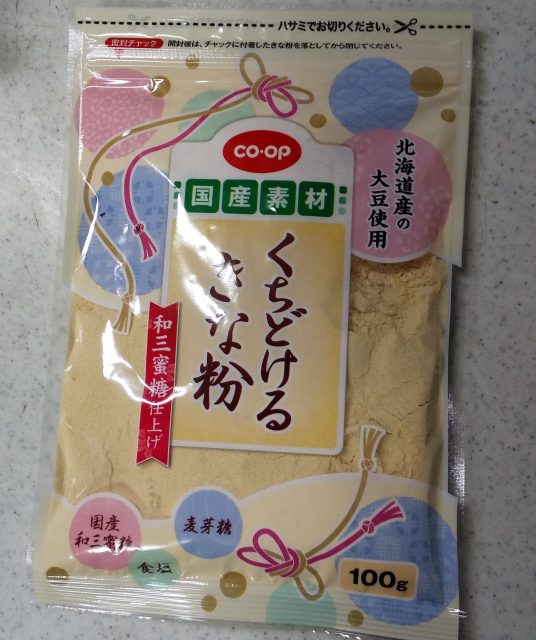 ハサミでお切りください。
密封チャック 開封後は、チャックに付着したきな粉を落としてから閉じてください。
co·op
国産素材
北海道産の
大豆使用
くちどける
きな粉
和三蜜糖仕上げ
国産
和三蜜糖
麦芽糖
食塩
100g